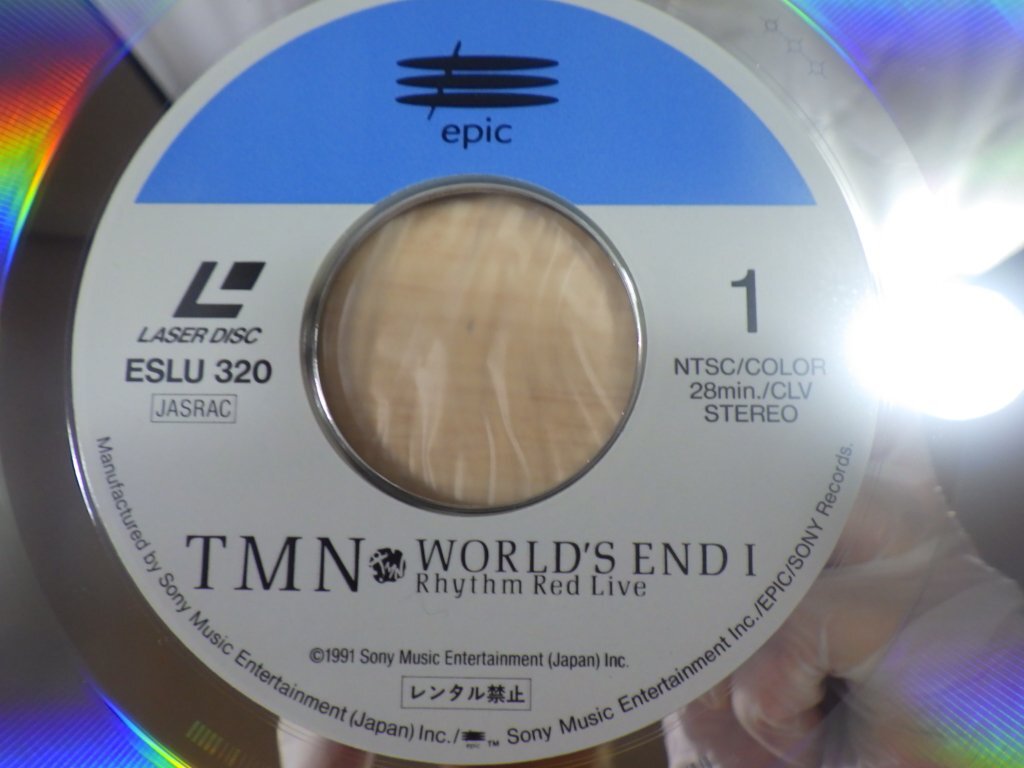 epic
LASER DISC
ESLU 320
JASRAC
1
NTSC/COLOR
28min./CLV
STEREO
TMN WORLD'S END I
Rhythm Red Live
©1991 Sony Music Entertainment (Japan) Inc.
レンタル禁止
Manufactured by Sony Music Entertainment (Japan) Inc./epic™ Sony Music Entertainment Inc./EPIC/SONY Records.